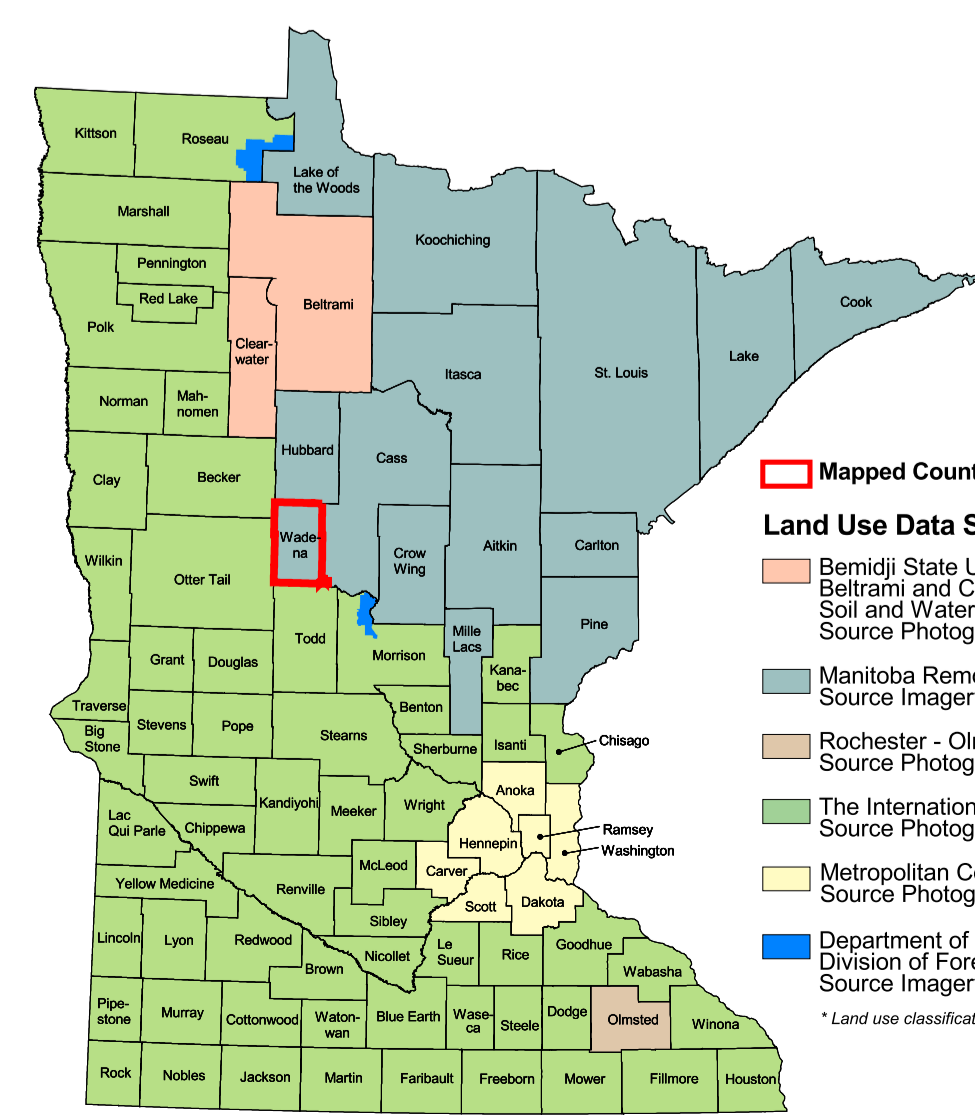 Kittson
Roseau
Lake of
the Woods
Marshall
Koochiching
Pennington
Red Lake
Beltrami
Cook
Polk
Clear-
water
Lake
St. Louis
Itasca
Norman
Mah-
nomen
Hubbard
Cass
Clay
Becker
Wade-
na
Crow
Wing
Aitkin
Carlton
Wilkin
Otter Tail
Pine
Todd
Mille
Lacs
Morrison
Grant
Douglas
Kana-
bec
Traverse
Benton
Stevens
Pope
Stearns
Big
Stone
Sherburne
Isanti
Chisago
Swift
Anoka
Kandiyohi
Meeker
Wright
Lac
Qui Parle
Chippewa
Ramsey
Hennepin
Washington
McLeod
Carver
Yellow Medicine
Renville
Scott
Dakota
Sibley
Lincoln
Lyon
Redwood
Le
Sueur
Rice
Goodhue
Nicollet
Brown
Wabasha
Pipe-
stone
Murray
Cottonwood
Waton-
wan
Blue Earth
Wase-
ca
Steele
Dodge
Olmsted
Winona
Rock
Nobles
Jackson
Martin
Faribault
Freeborn
Mower
Fillmore
Houston
Mapped Count
Land Use Data S
Bemidji State U
Beltrami and C
Soil and Water
Source Photog
Manitoba Reme
Source Imager
Rochester - Oln
Source Photog
The Internation
Source Photog
Metropolitan Co
Source Photog
Department of
Division of Fore
Source Imager
* Land use classificat